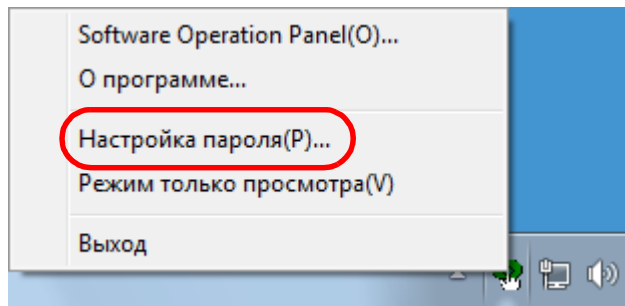 Software Operation Panel(O)...
О программе...
Настройка пароля(P)...
Режим только просмотра(V)
Выход